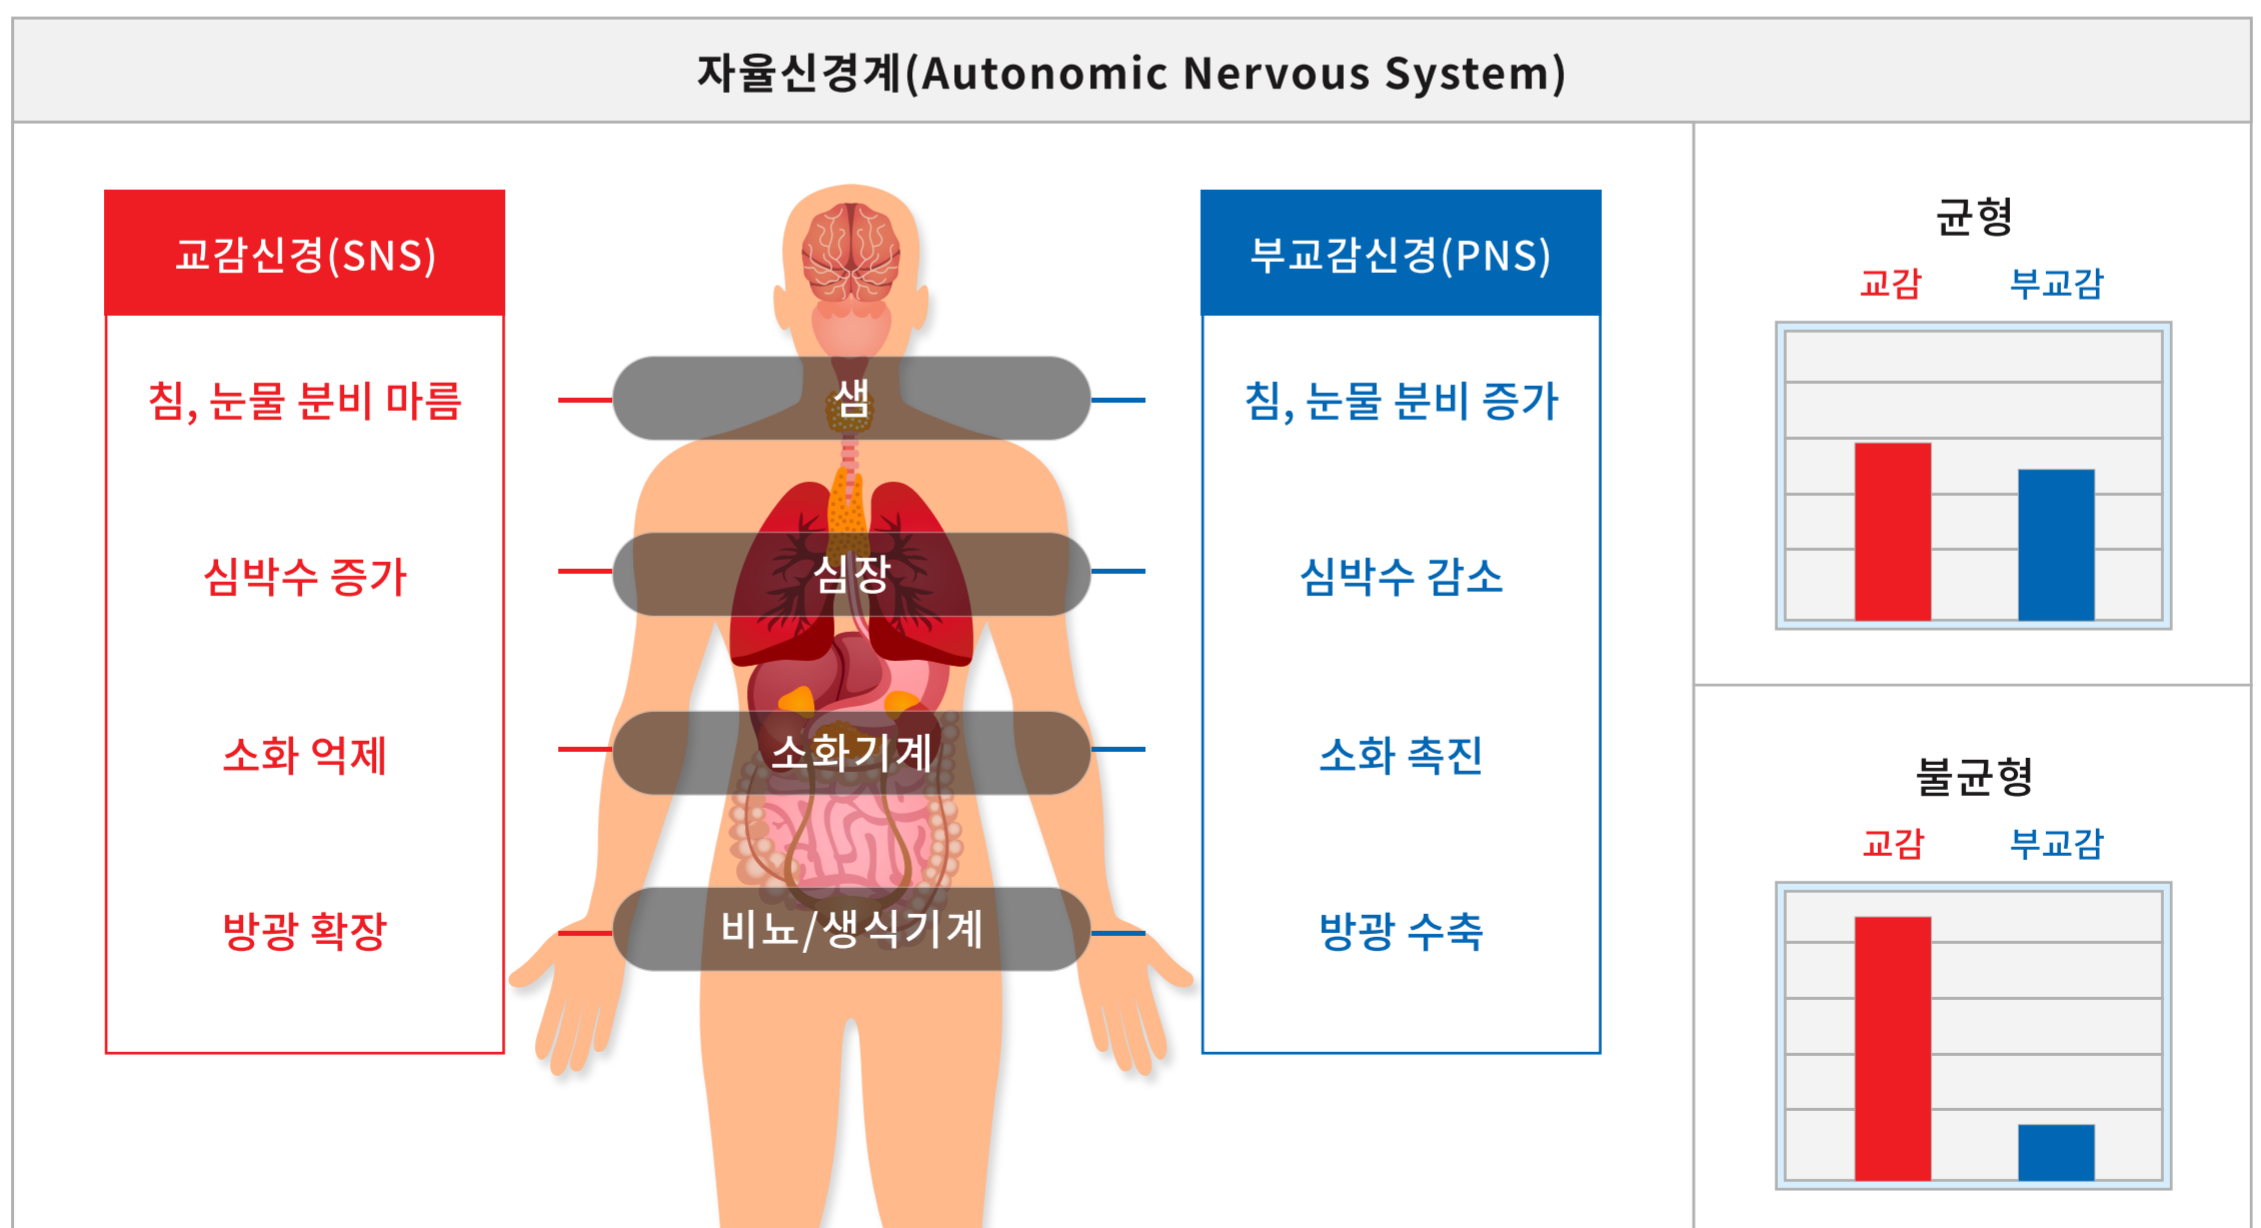 자율신경계(Autonomic Nervous System)
교감신경(SNS)
침, 눈물 분비 마름
심박수 증가
소화 억제
방광 확장
샘
심장
소화기계
비뇨/생식기계
부교감신경(PNS)
침, 눈물 분비 증가
심박수 감소
소화 촉진
방광 수축
균형
교감 부교감
불균형
교감 부교감